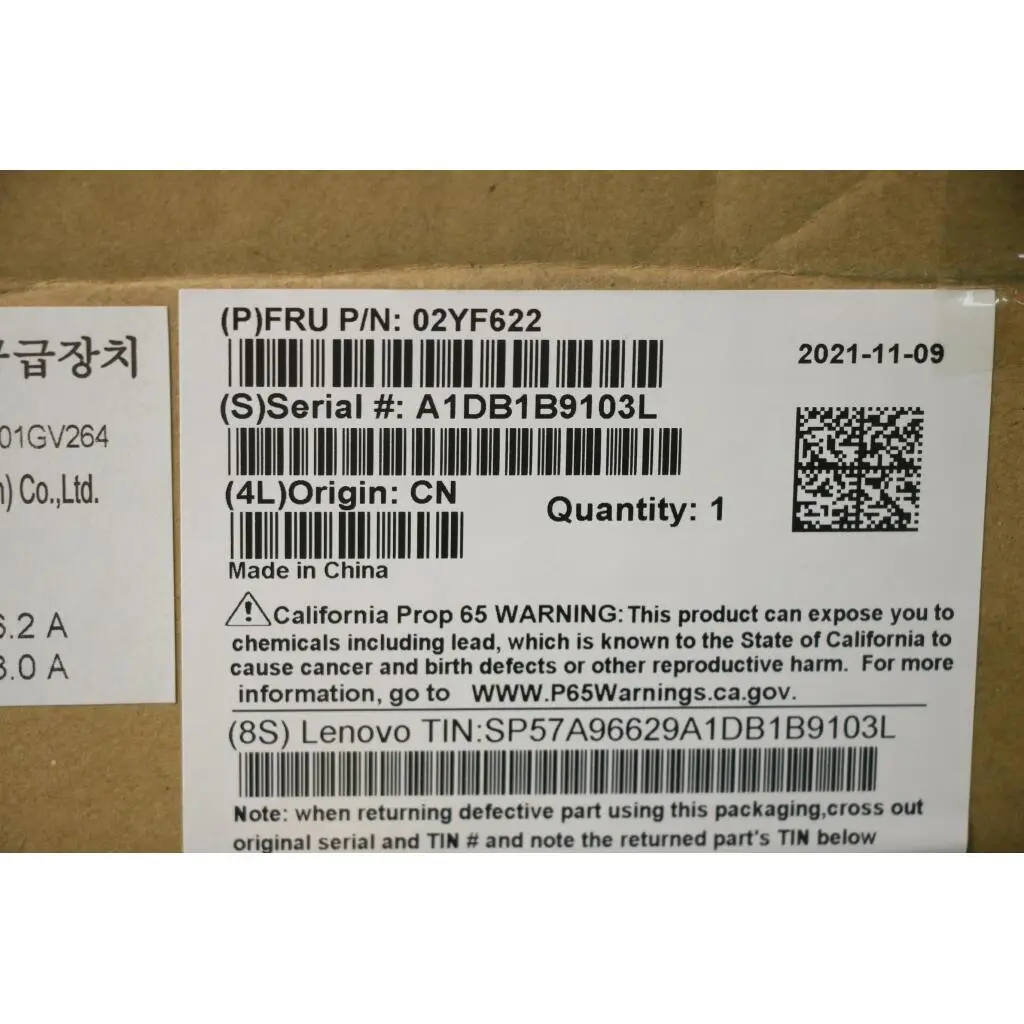 급장치
01GV264
Co.,Ltd.
.2 A
.0 A
(P)FRU P/N: 02YF622
2021-11-09
(S)Serial #: A1DB1B9103L
(4L)Origin: CN
Quantity: 1
Made in China
California Prop 65 WARNING: This product can expose you to
chemicals including lead, which is known to the State of California to
cause cancer and birth defects or other reproductive harm. For more
information, go to WWW.P65Warnings.ca.gov.
(8S) Lenovo TIN:SP57A96629A1DB1B9103L
Note: when returning defective part using this packaging,cross out
original serial and TIN # and note the returned part's TIN below